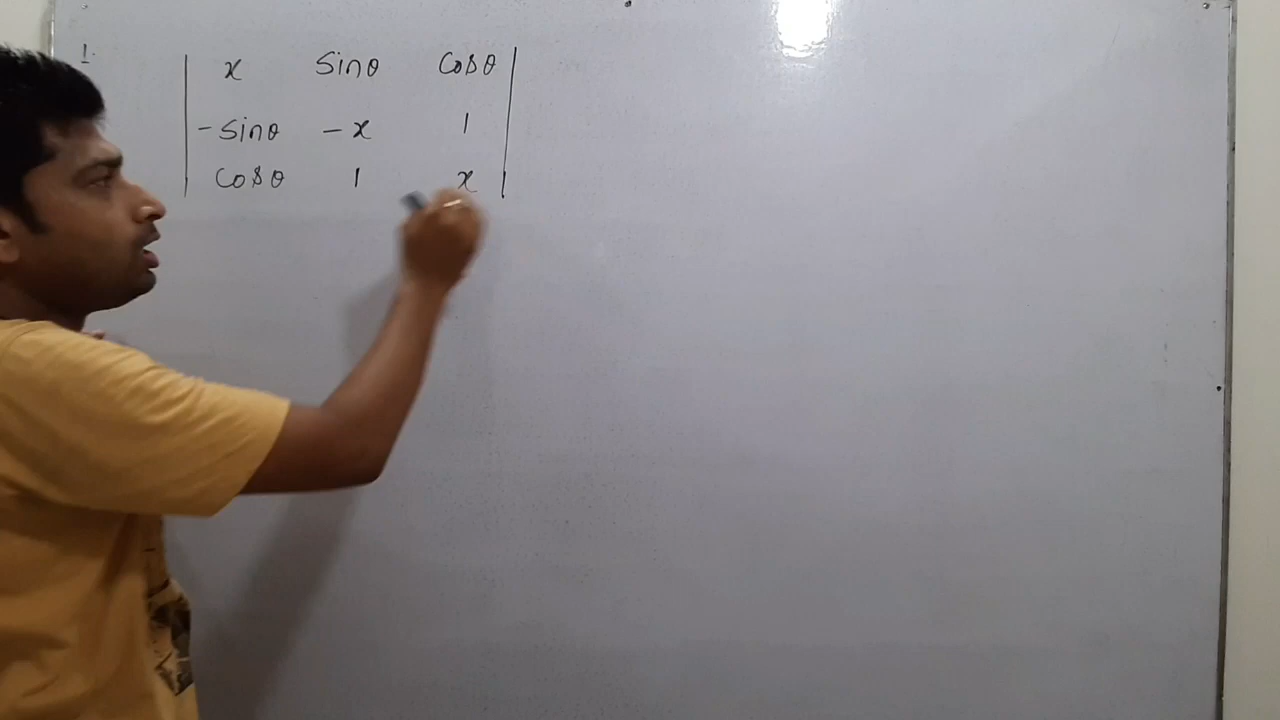 1.
| x sinθ cosθ |
| -sinθ -x 1 |
| cosθ 1 x |